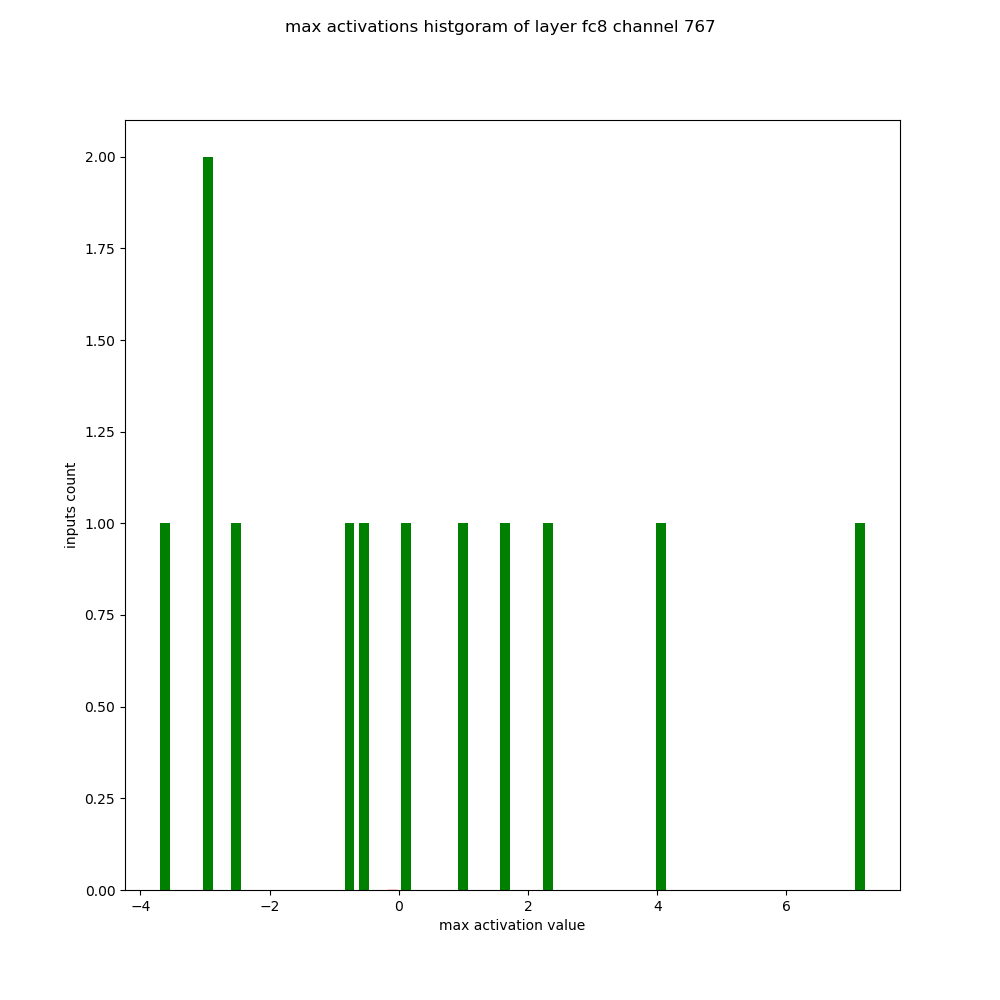 max activations histgoram of layer fc8 channel 767
2.00
1.75
1.50
1.25
1.00
0.75
0.50
0.25
0.00
inputs count
−4 −2 0 2 4 6
max activation value